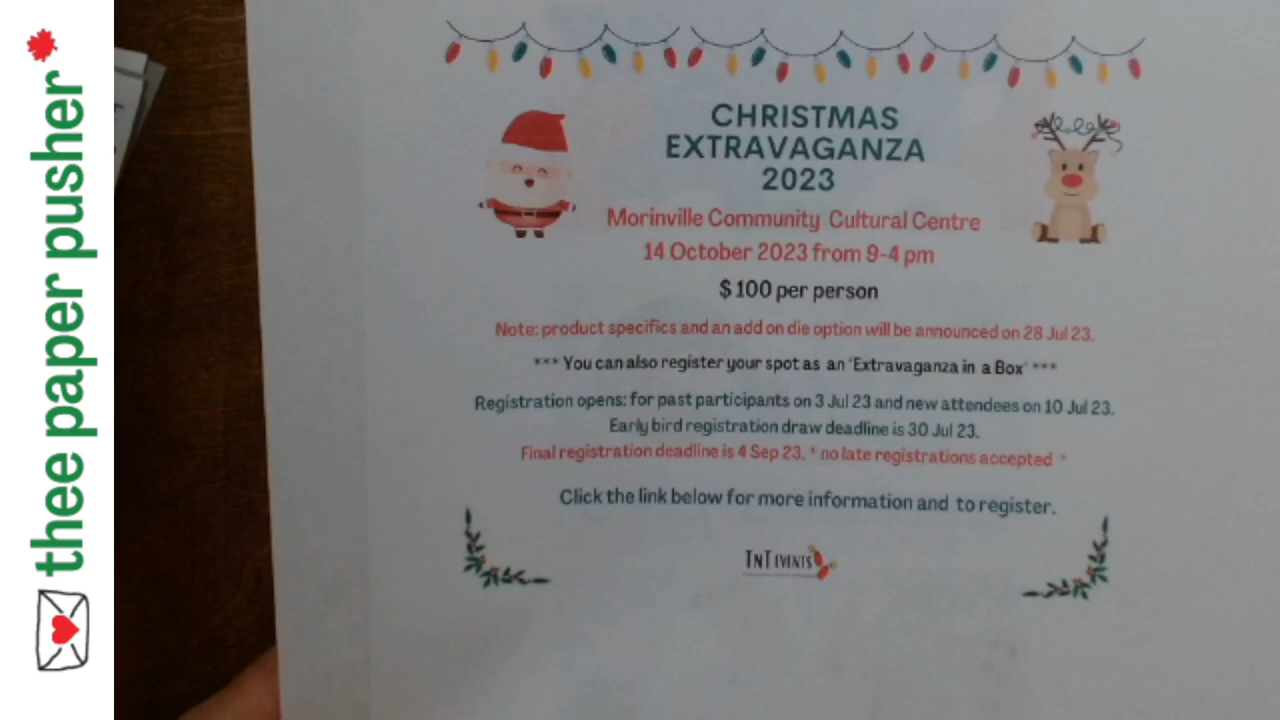 thee paper pusher
CHRISTMAS
EXTRAVAGANZA
2023
Morinville Community Cultural Centre
14 October 2023 from 9-4 pm
$100 per person
Note: product specifics and an add on die option will be announced on 28 Jul 23.
*** You can also register your spot as an 'Extravaganza in a Box' ***
Registration opens: for past participants on 3 Jul 23 and new attendees on 10 Jul 23.
Early bird registration draw deadline is 30 Jul 23.
Final registration deadline is 4 Sep 23. * no late registrations accepted *
Click the link below for more information and to register.
TNT EVENTS